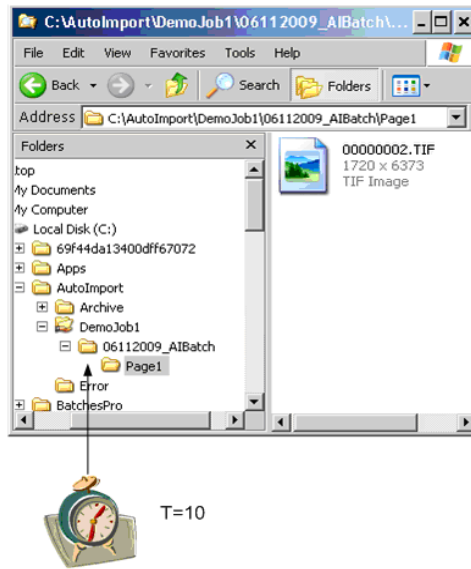 C:\AutoImport\DemoJob1\06112009_AIBatch\...
File Edit View Favorites Tools Help
Back Search Folders
Address C:\AutoImport\DemoJob1\06112009_AIBatch\Page1
Folders
top
My Documents
My Computer
Local Disk (C:)
69f44da13400dff67072
Apps
AutoImport
Archive
DemoJob1
06112009_AIBatch
Page1
Error
BatchesPro
00000002.TIF
1720 x 6373
TIF Image
T=10